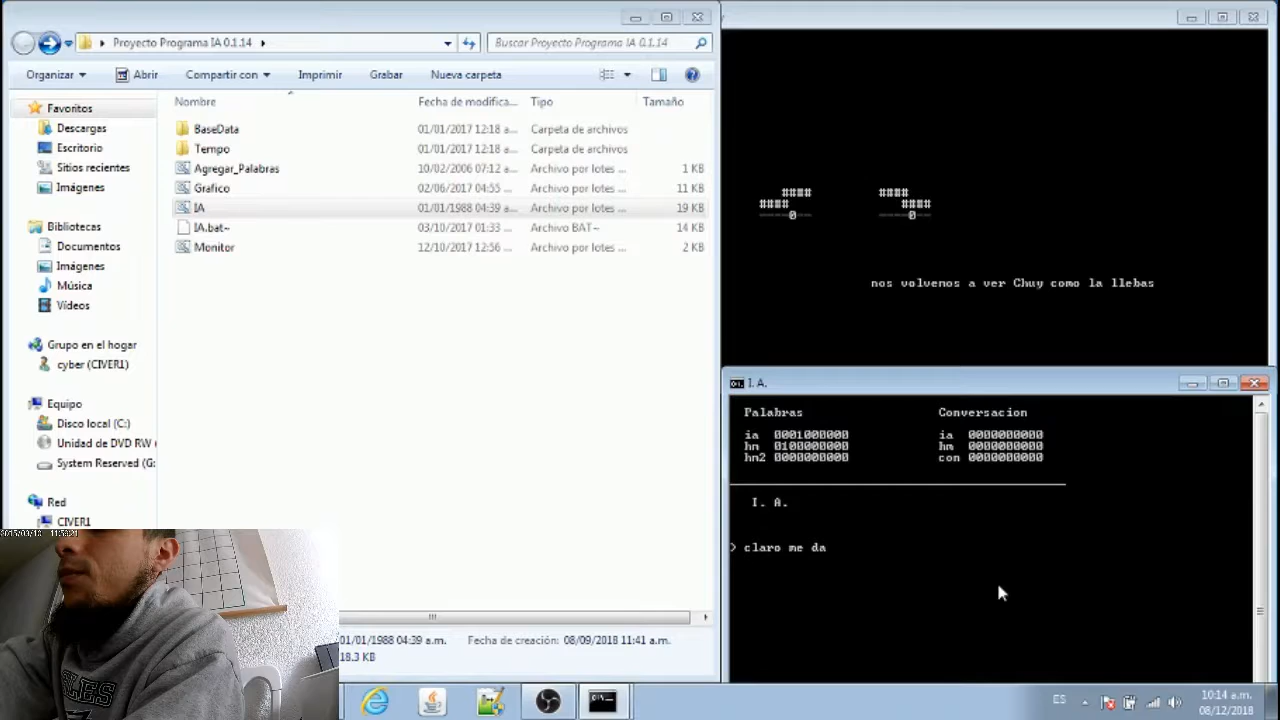 Proyecto Programa IA 0.1.14
Buscar Proyecto Programa IA 0.1.14
Organizar
Abrir
Compartir con
Imprimir
Grabar
Nueva carpeta
Nombre
Fecha de modifica...
Tipo
Tamaño
BaseData 01/01/2017 12:18 a... Carpeta de archivos
Tempo 01/01/2017 12:18 a... Carpeta de archivos
Agregar_Palabras 10/02/2006 07:12 a... Archivo por lotes ... 1 KB
Grafico 02/06/2017 04:55 ... Archivo por lotes ... 11 KB
IA 01/01/1988 04:39 a... Archivo por lotes ... 19 KB
IA.bat~ 03/10/2017 01:33 ... Archivo BAT~ 14 KB
Monitor 12/10/2017 12:56 ... Archivo por lotes ... 2 KB
Favoritos
Descargas
Escritorio
Sitios recientes
Imágenes
Bibliotecas
Documentos
Imágenes
Música
Vídeos
Grupo en el hogar
cyber (CIVER1)
Equipo
Disco local (C:)
Unidad de DVD RW (
System Reserved (G:
Red
CIVER1
01/01/1988 04:39 a.m.
Fecha de creación: 08/09/2018 11:41 a.m.
18.3 KB
#### ####
#### ####
-----0--- -----0---
nos volvemos a ver Chuy como la llebas
I. A.
Palabras Conversacion
ia 0001000000 ia 0000000000
hm 0100000000 hm 0000000000
hm2 0000000000 con 0000000000
I. A.
> claro me da
ES
10:14 a.m.
08/12/2018